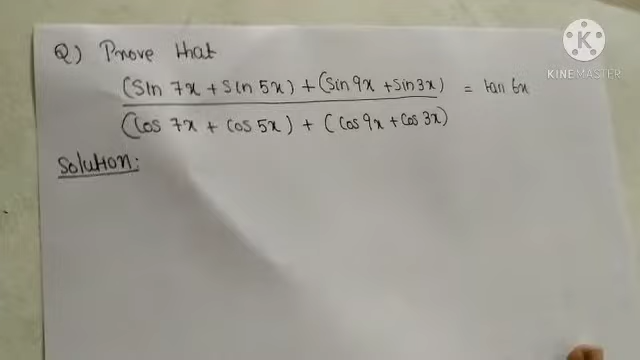 Q) Prove that
(Sin 7x + Sin 5x) + (Sin 9x + Sin 3x) = tan 6x
(Cos 7x + Cos 5x) + (Cos 9x + Cos 3x)
Solution:
K
KINEMASTER